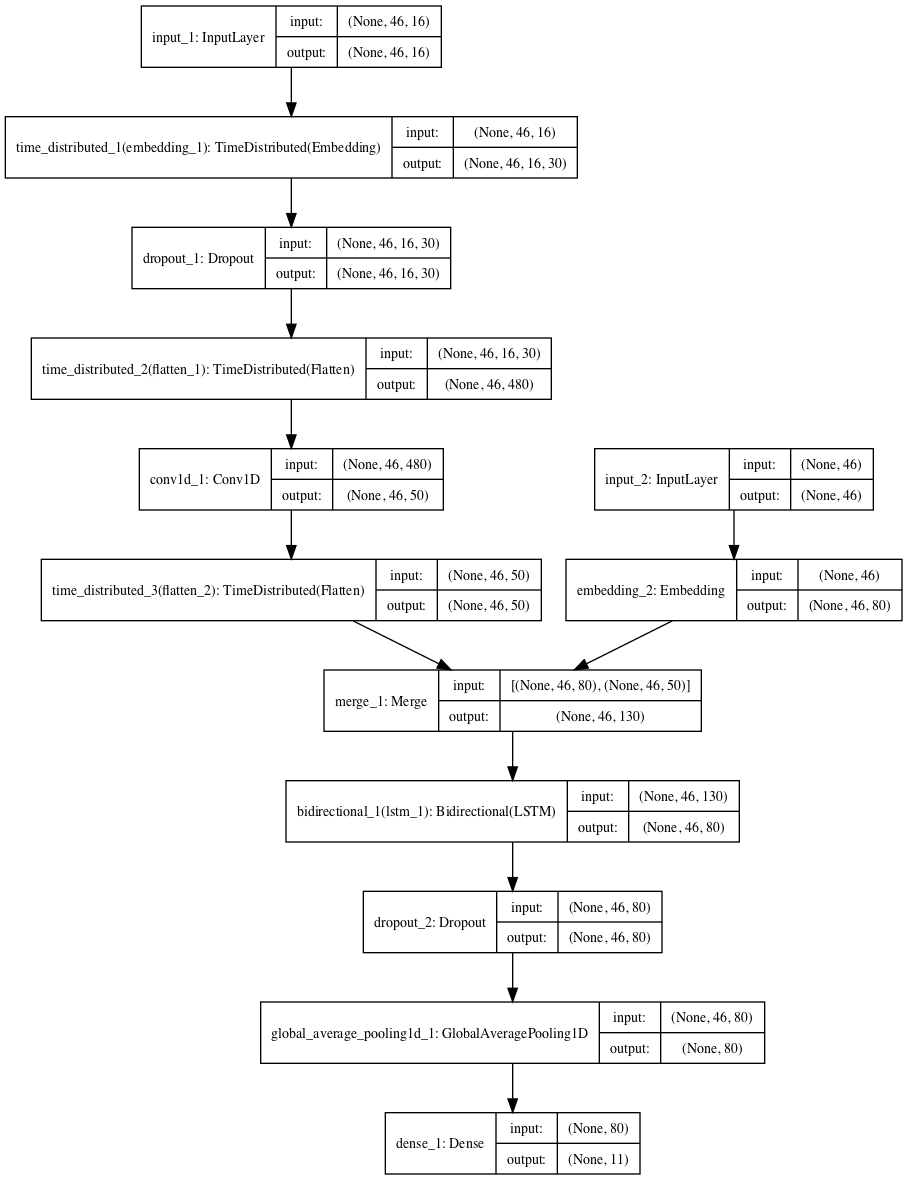 input_1: InputLayer
input:
(None, 46, 16)
output:
(None, 46, 16)
time_distributed_1(embedding_1): TimeDistributed(Embedding)
input:
(None, 46, 16)
output:
(None, 46, 16, 30)
dropout_1: Dropout
input:
(None, 46, 16, 30)
output:
(None, 46, 16, 30)
time_distributed_2(flatten_1): TimeDistributed(Flatten)
input:
(None, 46, 16, 30)
output:
(None, 46, 480)
conv1d_1: Conv1D
input:
(None, 46, 480)
output:
(None, 46, 50)
input_2: InputLayer
input:
(None, 46)
output:
(None, 46)
time_distributed_3(flatten_2): TimeDistributed(Flatten)
input:
(None, 46, 50)
output:
(None, 46, 50)
embedding_2: Embedding
input:
(None, 46)
output:
(None, 46, 80)
merge_1: Merge
input:
[(None, 46, 80), (None, 46, 50)]
output:
(None, 46, 130)
bidirectional_1(lstm_1): Bidirectional(LSTM)
input:
(None, 46, 130)
output:
(None, 46, 80)
dropout_2: Dropout
input:
(None, 46, 80)
output:
(None, 46, 80)
global_average_pooling1d_1: GlobalAveragePooling1D
input:
(None, 46, 80)
output:
(None, 80)
dense_1: Dense
input:
(None, 80)
output:
(None, 11)